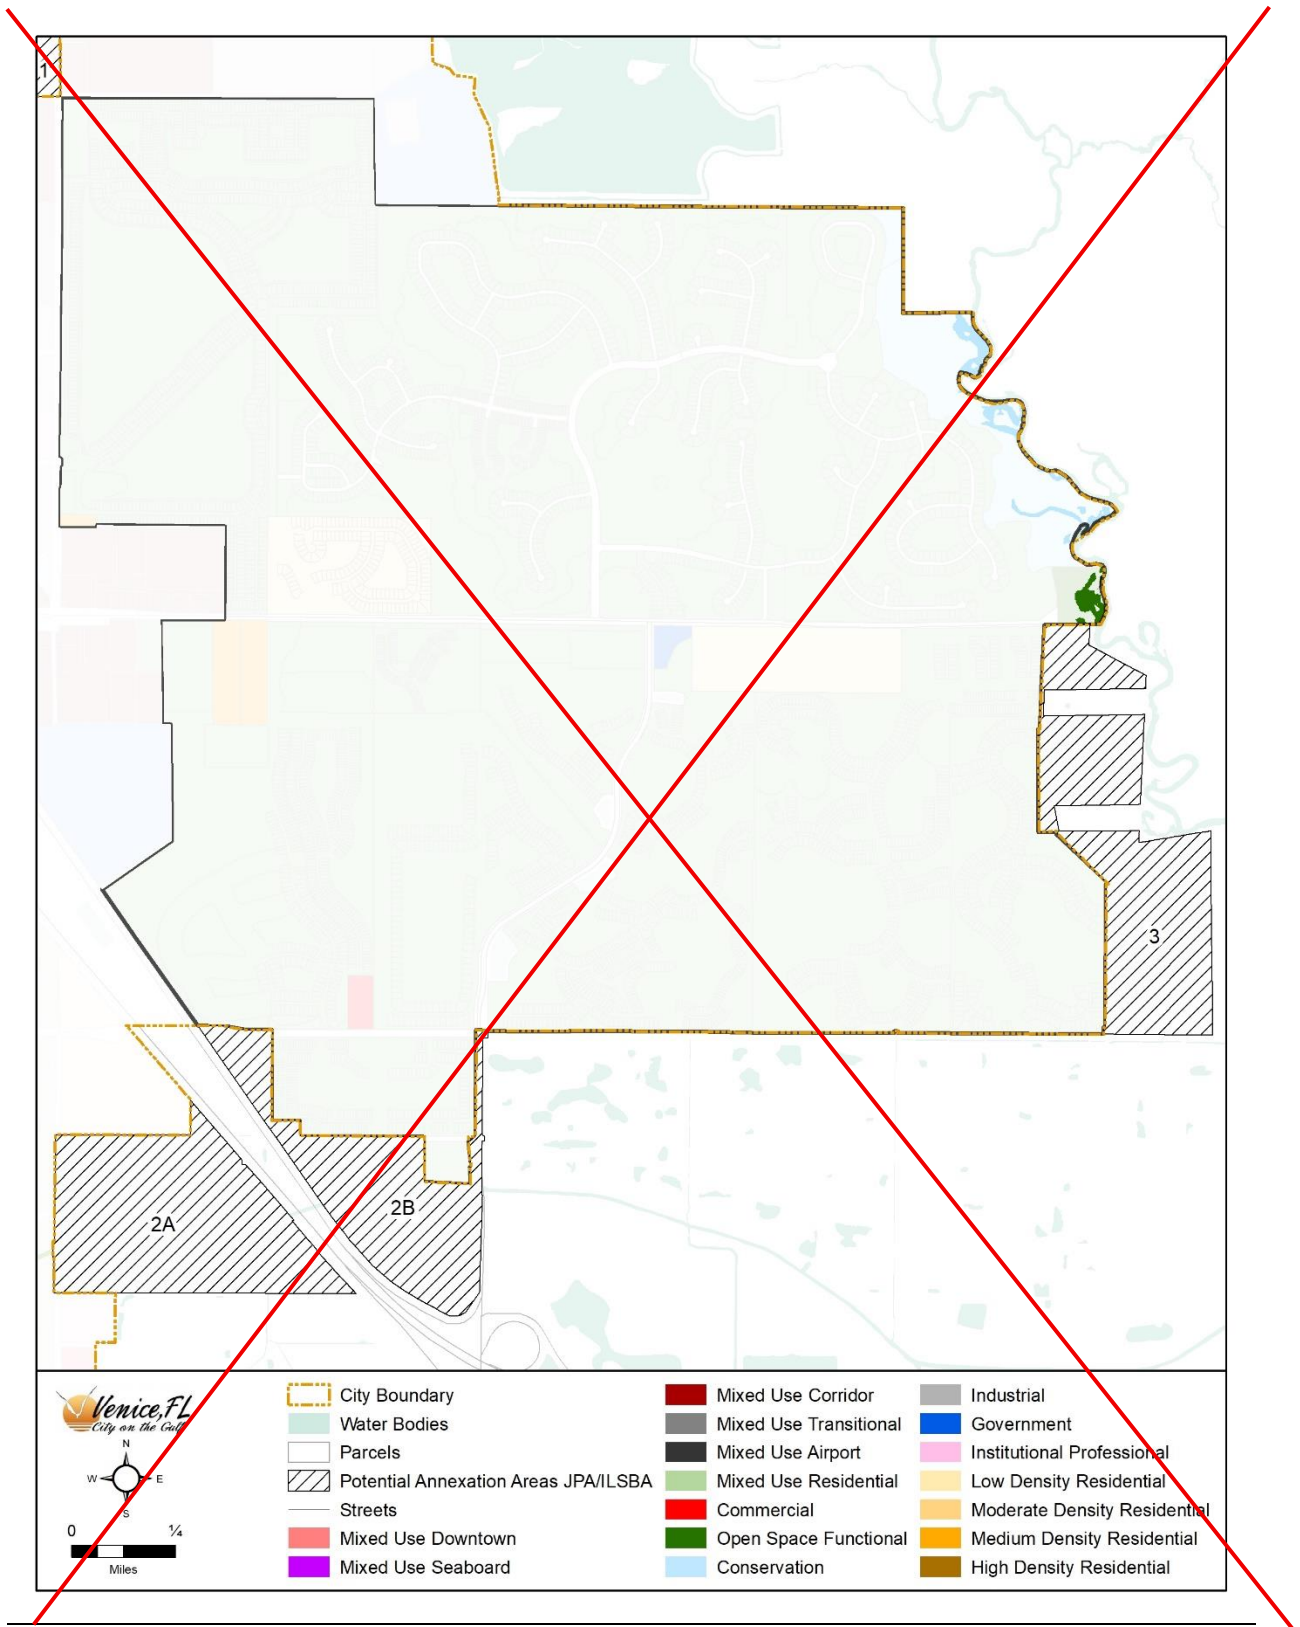 1
3
2B
2A
Venice, FL
City on the Gulf
N
W
E
S
0
¼
Miles
City Boundary
Water Bodies
Parcels
Potential Annexation Areas JPA/ILSBA
Streets
Mixed Use Downtown
Mixed Use Seaboard
Mixed Use Corridor
Mixed Use Transitional
Mixed Use Airport
Mixed Use Residential
Commercial
Open Space Functional
Conservation
Industrial
Government
Institutional Professional
Low Density Residential
Moderate Density Residential
Medium Density Residential
High Density Residential